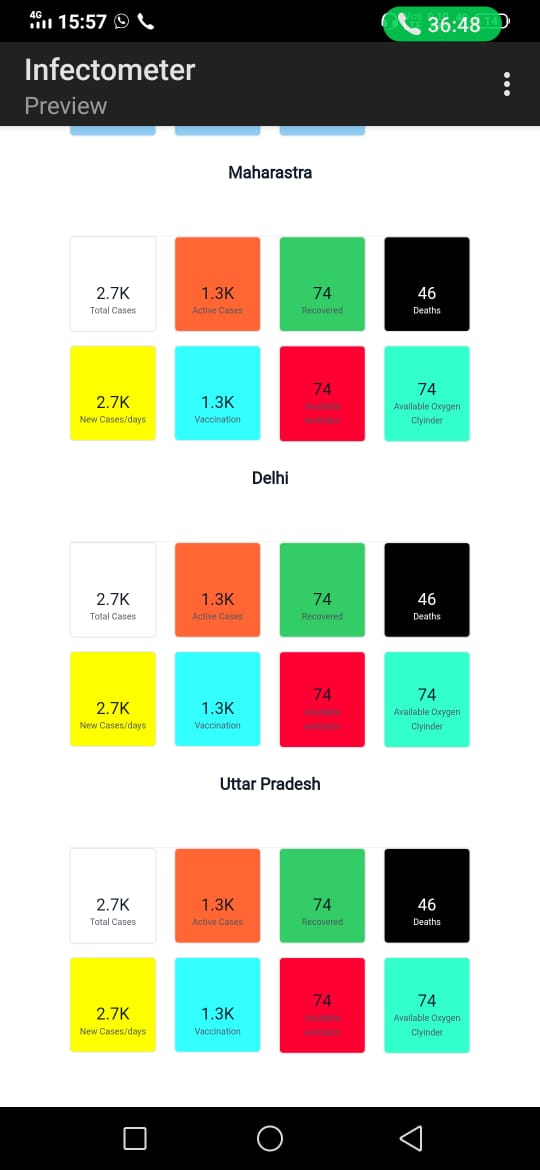 4G 15:57 36:48
Infectometer
Preview
Maharastra
2.7K 1.3K 74 46
Total Cases Active Cases Recovered Deaths
2.7K 1.3K 74 74
New Cases/days Vaccination Available Oxygen
Clyinder
Delhi
2.7K 1.3K 74 46
Total Cases Active Cases Recovered Deaths
2.7K 1.3K 74 74
New Cases/days Vaccination Available Oxygen
Clyinder
Uttar Pradesh
2.7K 1.3K 74 46
Total Cases Active Cases Recovered Deaths
2.7K 1.3K 74 74
New Cases/days Vaccination Available Oxygen
Clyinder